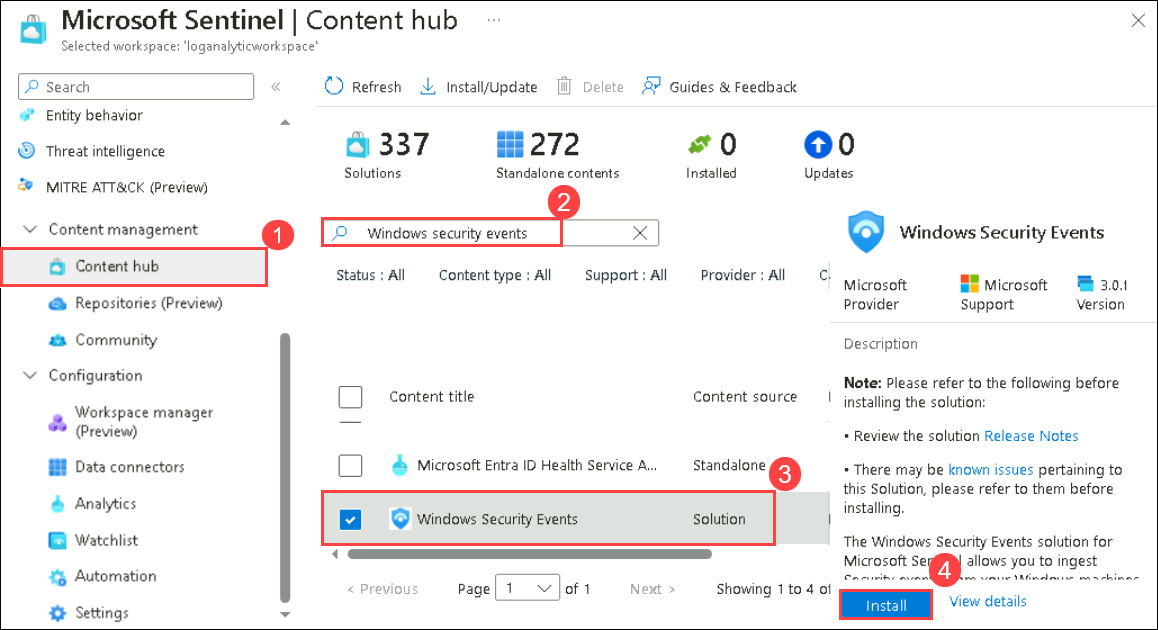 Microsoft Sentinel | Content hub ...
Selected workspace: 'loganalyticworkspace'
Search
Entity behavior
Threat intelligence
MITRE ATT&CK (Preview)
Content management
1
Content hub
Repositories (Preview)
Community
Configuration
Workspace manager
(Preview)
Data connectors
Analytics
Watchlist
Automation
Settings
Refresh
Install/Update
Delete
Guides & Feedback
337
Solutions
272
Standalone contents
0
Installed
0
Updates
2
Windows security events
Status : All
Content type : All
Support : All
Provider : All
Content title
Content source
Microsoft Entra ID Health Service A...
Standalone
3
Windows Security Events
Solution
< Previous
Page
1
of 1
Next >
Showing 1 to 4 of
Windows Security Events
Microsoft
Provider
Microsoft
Support
3.0.1
Version
Description
Note: Please refer to the following before
installing the solution:
• Review the solution Release Notes
• There may be known issues pertaining to
this Solution, please refer to them before
installing.
The Windows Security Events solution for
Microsoft Sentinel allows you to ingest
Security events from your Windows machines
4
Install
View details